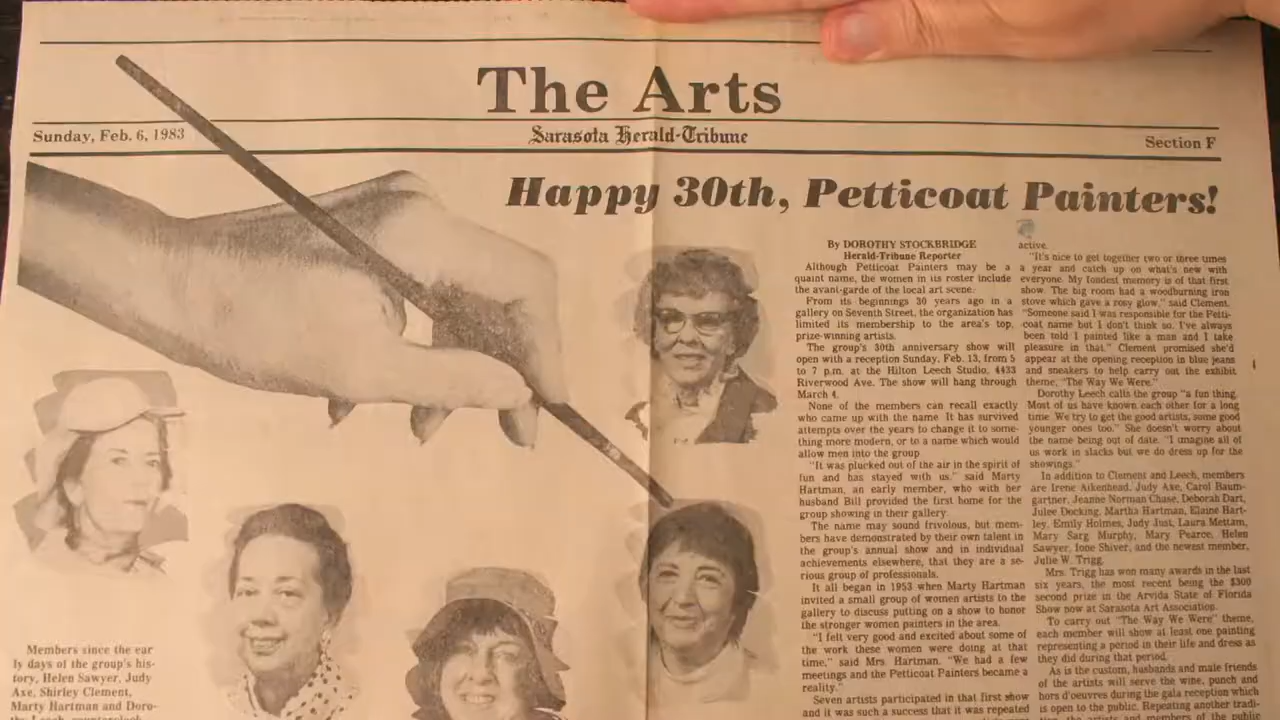 The Arts
Sunday, Feb. 6, 1983
Sarasota Herald-Tribune
Section F
Happy 30th, Petticoat Painters!
By DOROTHY STOCKBRIDGE
Herald-Tribune Reporter
Although Petticoat Painters may be a
quaint name, the women in its roster include
the avant-garde of the local art scene.
From its beginnings 30 years ago in a
gallery on Seventh Street, the organization has
limited its membership to the area's top,
prize-winning artists.
The group's 30th anniversary show will
open with a reception Sunday, Feb. 13, from 5
to 7 p.m. at the Hilton Leech Studio, 4433
Riverwood Ave. The show will hang through
March 4.
None of the members can recall exactly
who came up with the name. It has survived
attempts over the years to change it to some-
thing more modern, or to a name which would
allow men into the group.
"It was plucked out of the air in the spirit of
fun and has stayed with us," said Marty
Hartman, an early member, who with her
husband Bill provided the first home for the
group showing in their gallery.
The name may sound frivolous, but mem-
bers have demonstrated by their own talent in
the group's annual show and in individual
achievements elsewhere, that they are a se-
rious group of professionals.
It all began in 1953 when Marty Hartman
invited a small group of women artists to the
gallery to discuss putting on a show to honor
the stronger women painters in the area.
"I felt very good and excited about some of
the work these women were doing at that
time," said Mrs. Hartman. "We had a few
meetings and the Petticoat Painters became a
reality."
Seven artists participated in that first show
and it was such a success that it was repeated
active.
"It's nice to get together two or three times
a year and catch up on what's new with
everyone. My fondest memory is of that first
show. The big room had a woodburning iron
stove which gave a rosy glow," said Clement.
"Someone said I was responsible for the Petti-
coat name but I don't think so. I've always
been told I painted like a man and I take
pleasure in that." Clement promised she'd
appear at the opening reception in blue jeans
and sneakers to help carry out the exhibit
theme, "The Way We Were."
Dorothy Leech calls the group "a fun thing.
Most of us have known each other for a long
time. We try to get the good artists, some good
younger ones too." She doesn't worry about
the name being out of date. "I imagine all of
us work in slacks but we do dress up for the
showings."
In addition to Clement and Leech, members
are Irene Aikenhead, Judy Axe, Carol Baum-
gartner, Jeanne Norman Chase, Deborah Dart,
Julee Docking, Martha Hartman, Elaine Hart-
ley, Emily Holmes, Judy Just, Laura Mettam,
Mary Sarg Murphy, Mary Pearce, Helen
Sawyer, Ione Shiver, and the newest member,
Julie W. Trigg.
Mrs. Trigg has won many awards in the last
six years, the most recent being the $300
second prize in the Arvida State of Florida
Show now at Sarasota Art Association.
To carry out "The Way We Were" theme,
each member will show at least one painting
representing a period in their life and dress as
they did during that period.
As is the custom, husbands and male friends
of the artists will serve the wine, punch and
hors d'oeuvres during the gala reception which
is open to the public. Repeating another tradi-
the artists and members of the public
Members since the ear
ly days of the group's his-
tory, Helen Sawyer, Judy
Axe, Shirley Clement,
Marty Hartman and Doro-